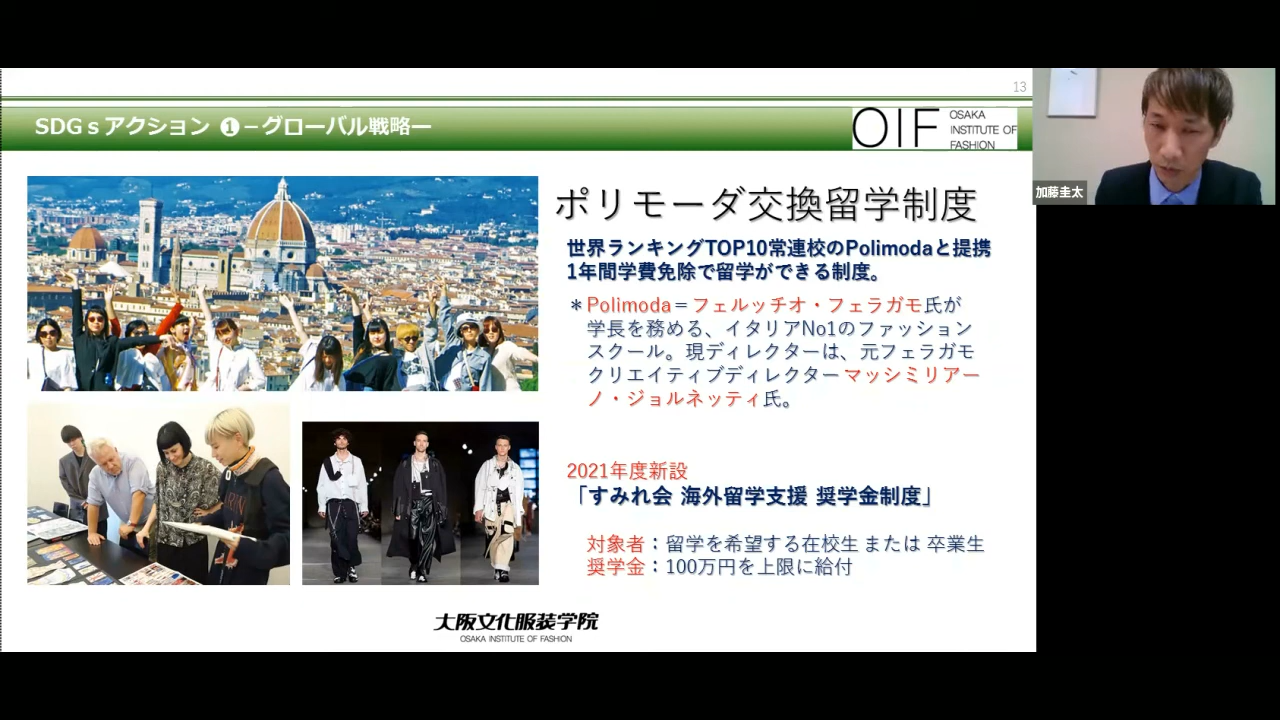 13
SDGｓアクション ❶－グローバル戦略ー
OIF
OSAKA
INSTITUTE OF
FASHION
加藤圭太
ポリモーダ交換留学制度
世界ランキングTOP10常連校のPolimodaと提携
1年間学費免除で留学ができる制度。
＊Polimoda＝フェルッチオ・フェラガモ氏が
学長を務める、イタリアNo1のファッション
スクール。現ディレクターは、元フェラガモ
クリエイティブディレクターマッシミリアー
ノ・ジョルネッティ氏。
2021年度新設
「すみれ会 海外留学支援 奨学金制度」
対象者：留学を希望する在校生 または 卒業生
奨学金：100万円を上限に給付
大阪文化服装学院
OSAKA INSTITUTE OF FASHION